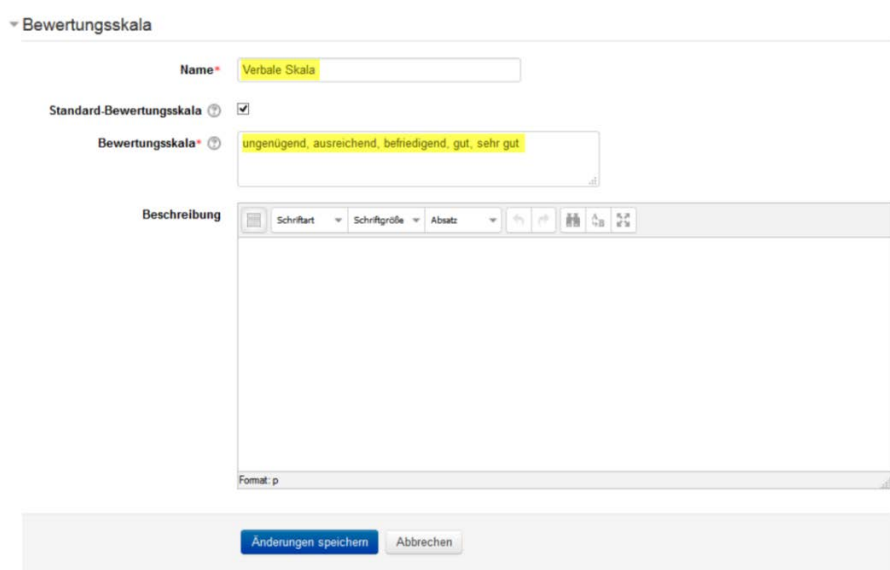 Bewertungsskala
Name* Verbale Skala
Standard-Bewertungsskala
Bewertungsskala* ungenügend, ausreichend, befriedigend, gut, sehr gut
Beschreibung
Schriftart Schriftgröße Absatz
Format: p
Änderungen speichern Abbrechen